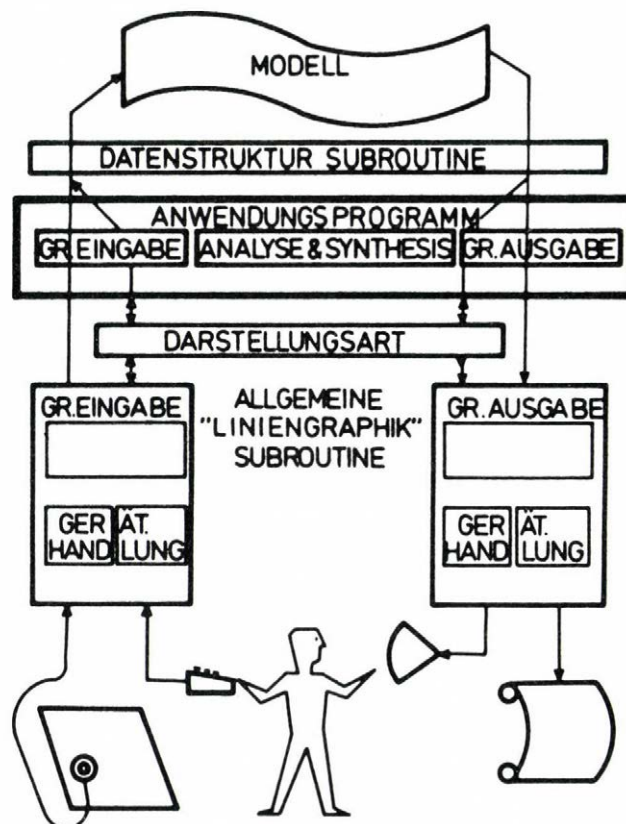 MODELL
DATENSTRUKTUR SUBROUTINE
ANWENDUNGSPROGRAMM
GR. EINGABE
ANALYSE & SYNTHESIS
GR. AUSGABE
DARSTELLUNGSART
GR. EINGABE
ALLGEMEINE
"LINIENGRAPHIK"
SUBROUTINE
GR. AUSGABE
GER ÄT.
HAND LUNG
GER ÄT.
HAND LUNG